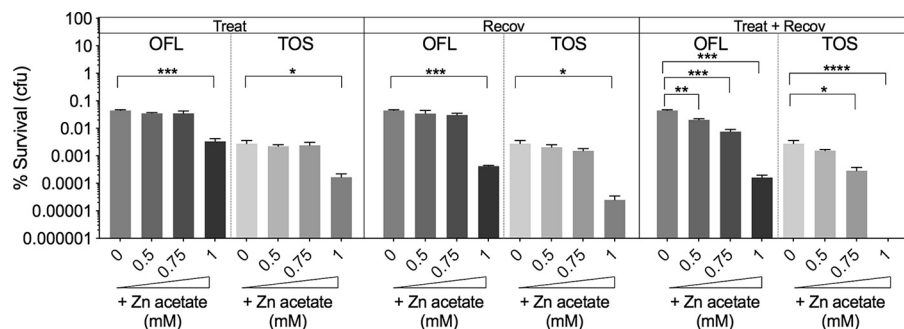 Treat Recov Treat + Recov
OFL TOS OFL TOS OFL TOS
% Survival (cfu)
100
10
1
0.1
0.01
0.001
0.0001
0.00001
0.000001
*** * *** * *** *** ** **** *
0 0.5 0.75 1 0 0.5 0.75 1 0 0.5 0.75 1 0 0.5 0.75 1 0 0.5 0.75 1 0 0.5 0.75 1
+ Zn acetate + Zn acetate + Zn acetate + Zn acetate + Zn acetate + Zn acetate
(mM) (mM) (mM) (mM) (mM) (mM)